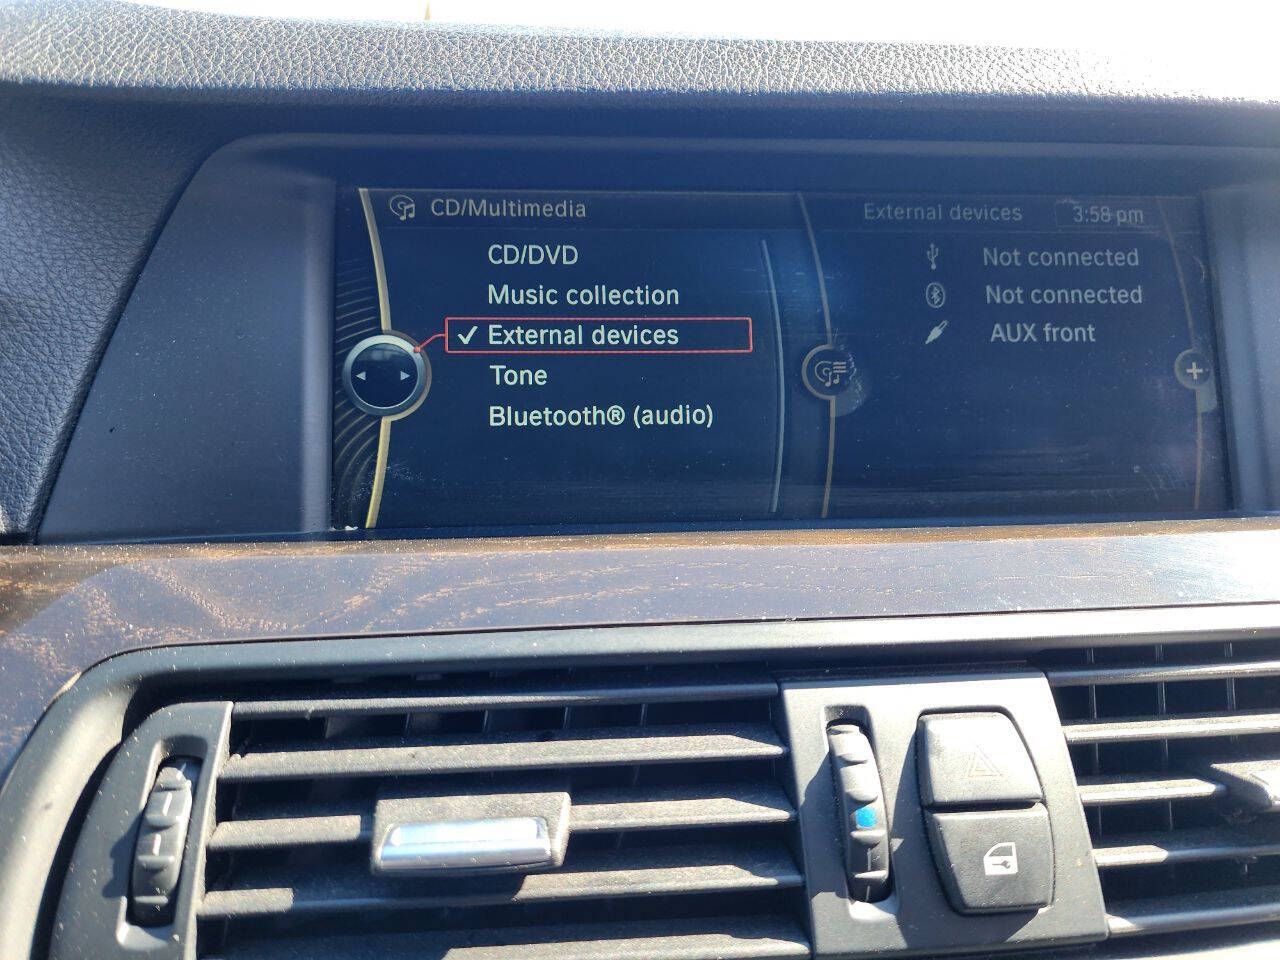 CD/Multimedia
CD/DVD
Music collection
External devices
Tone
Bluetooth® (audio)
External devices
3:58 pm
Not connected
Not connected
AUX front